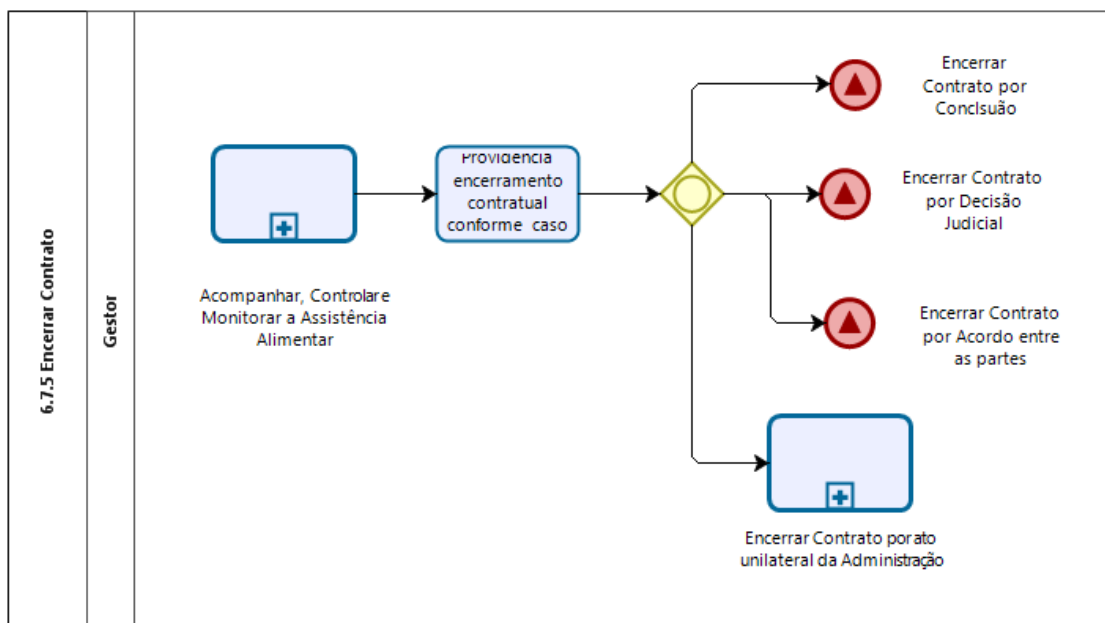 6.7.5 Encerrar Contrato
Gestor
Acompanhar, Controlare
Monitorar a Assistência
Alimentar
Providência
encerramento
contratual
conforme caso
Encerrar
Contrato por
Conclsuão
Encerrar Contrato
por Decisão
Judicial
Encerrar Contrato
por Acordo entre
as partes
Encerrar Contrato porato
unilateral da Administração